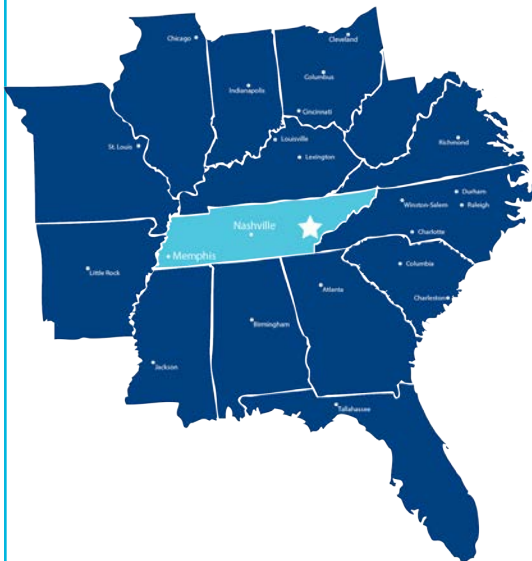 Cleveland
Chicago
Columbus
Indianapolis
Cincinnati
Louisville
Richmond
St. Louis
Lexington
Durham
Winston-Salem
Raleigh
Nashville
Charlotte
Memphis
Columbia
Little Rock
Atlanta
Charleston
Birmingham
Jackson
Tallahassee